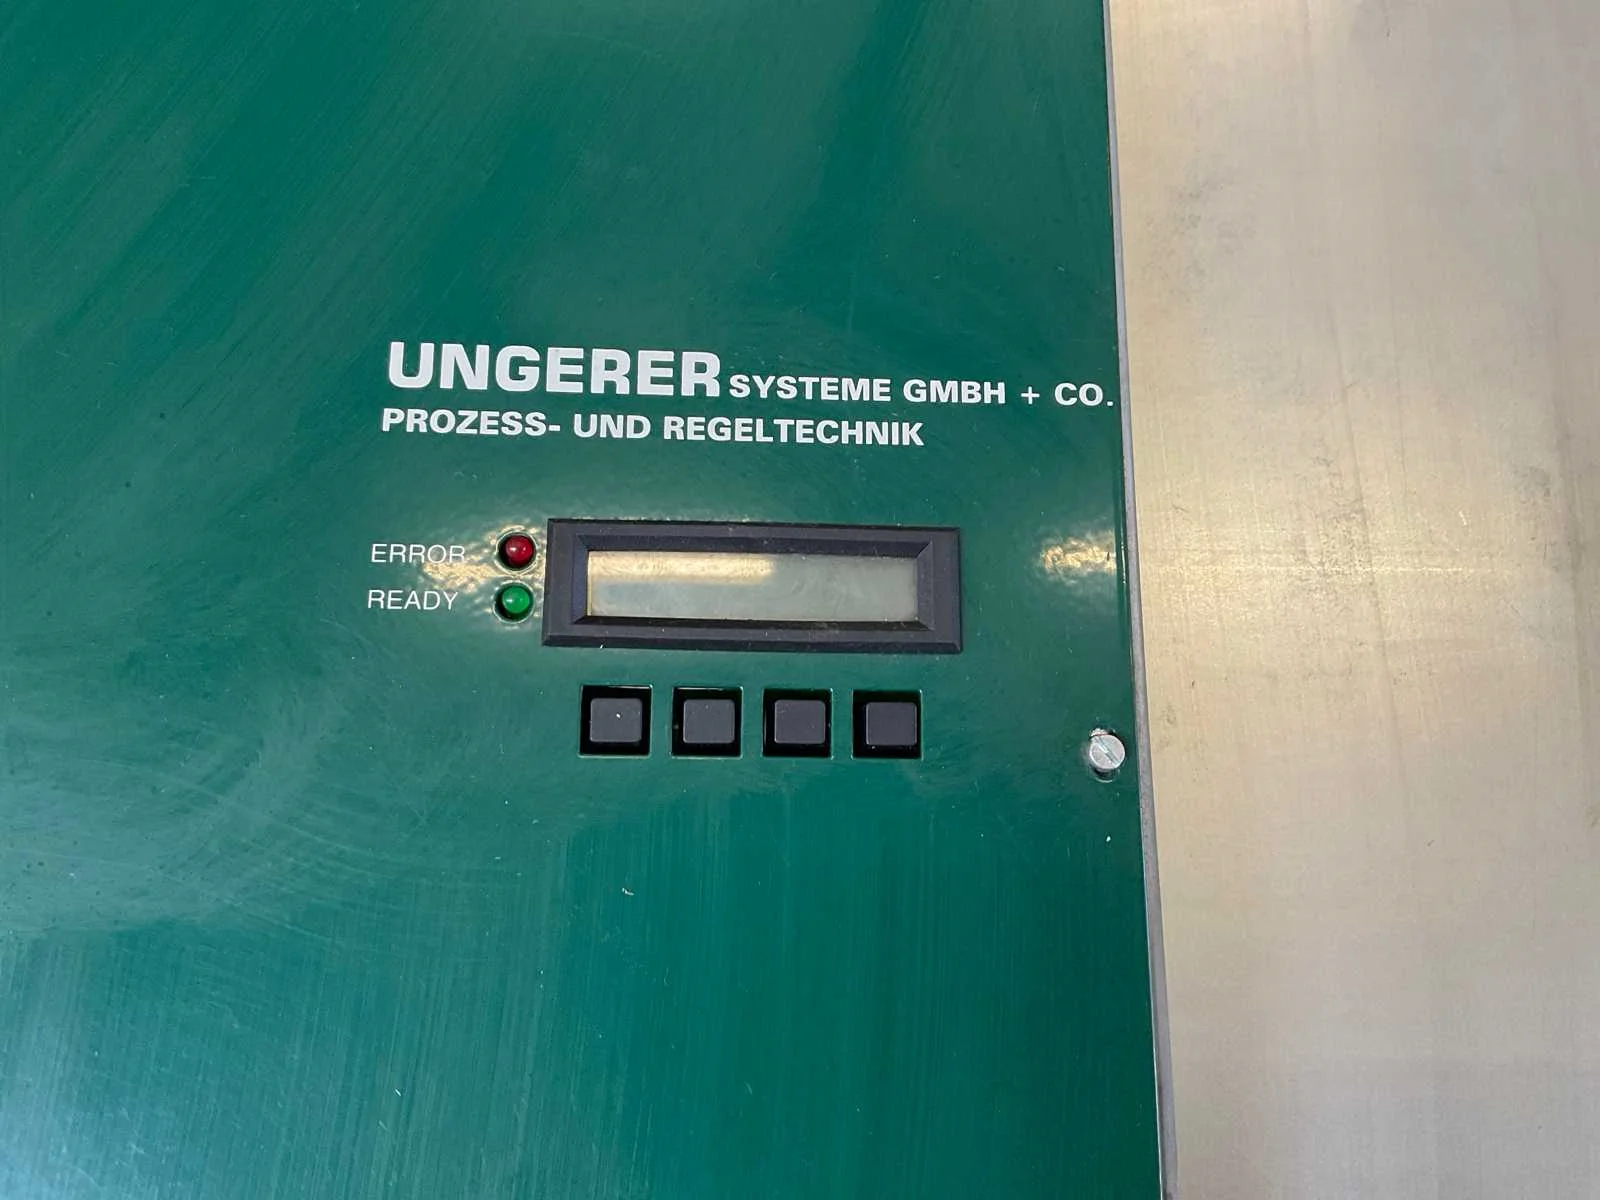 UNGERER SYSTEME GMBH + CO.
PROZESS- UND REGELTECHNIK
ERROR
READY